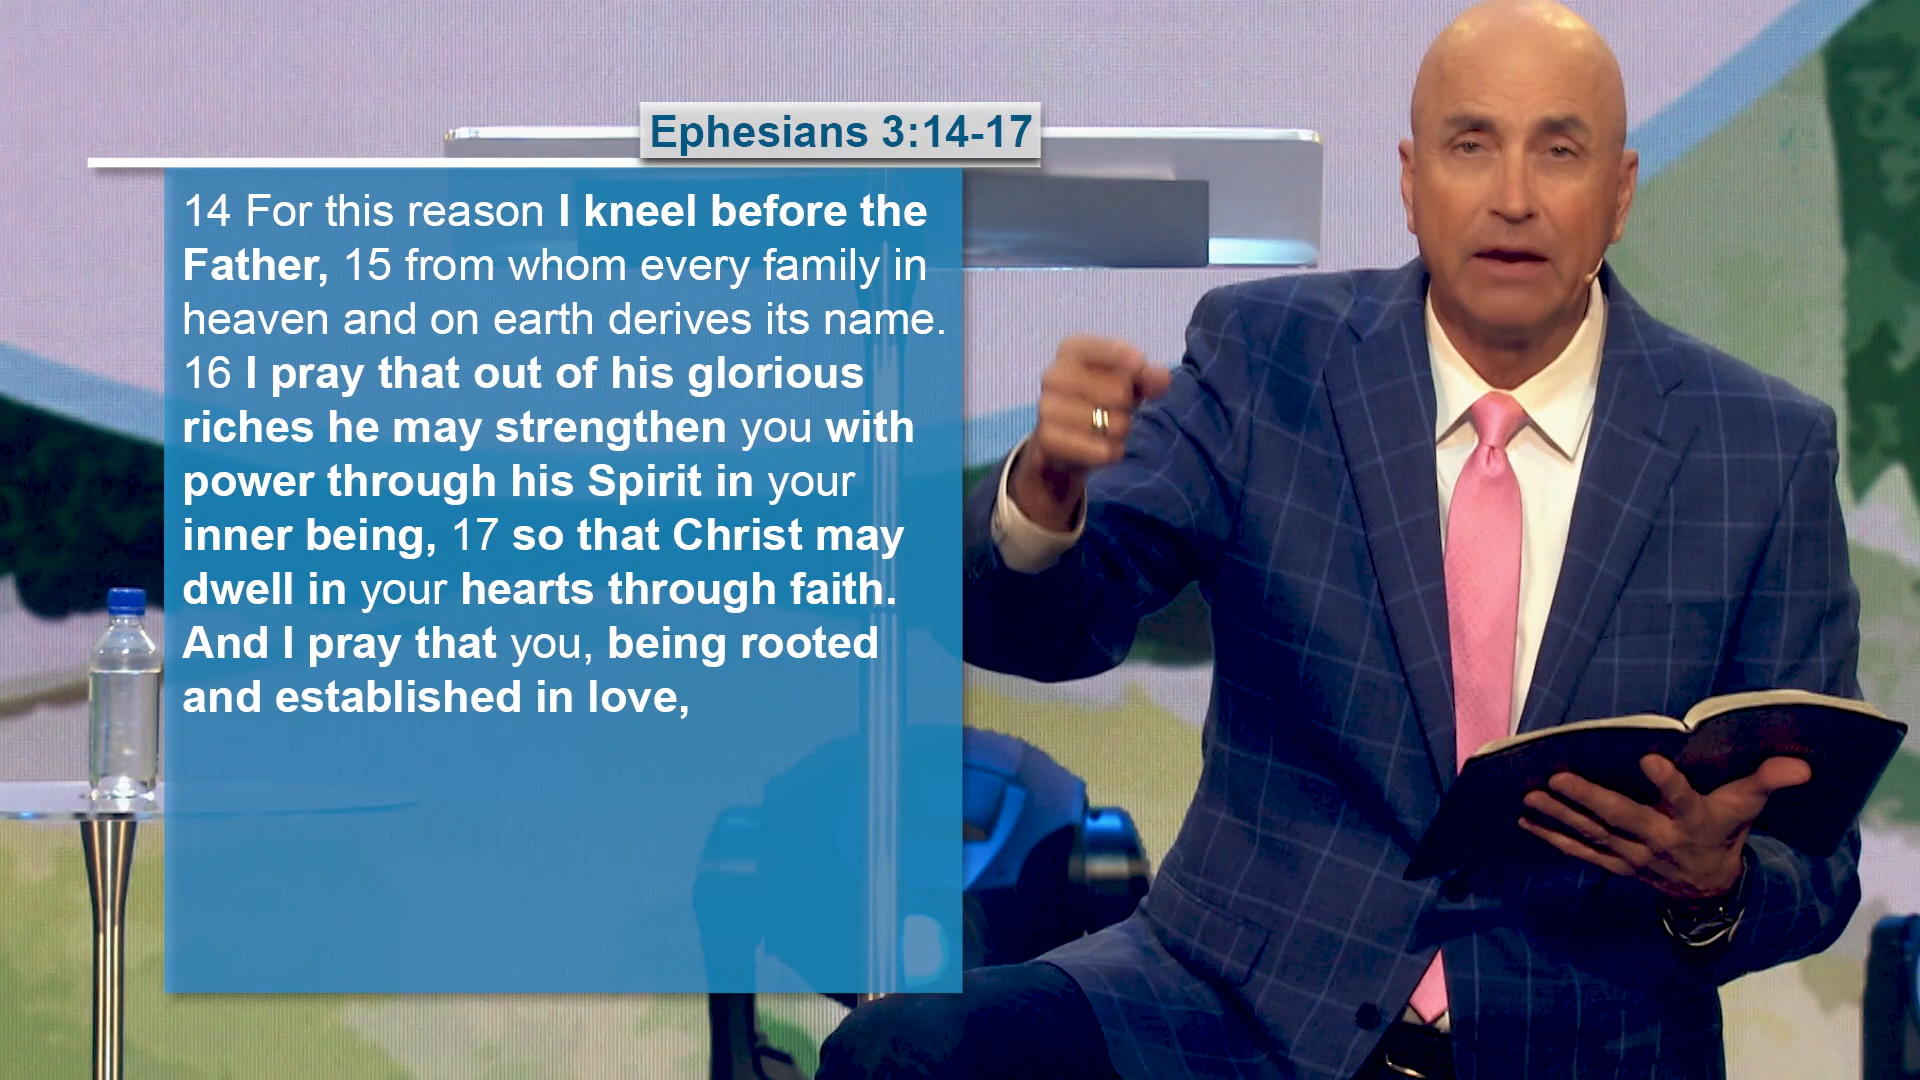 Ephesians 3:14-17
14 For this reason I kneel before the
Father, 15 from whom every family in
heaven and on earth derives its name.
16 I pray that out of his glorious
riches he may strengthen you with
power through his Spirit in your
inner being, 17 so that Christ may
dwell in your hearts through faith.
And I pray that you, being rooted
and established in love,